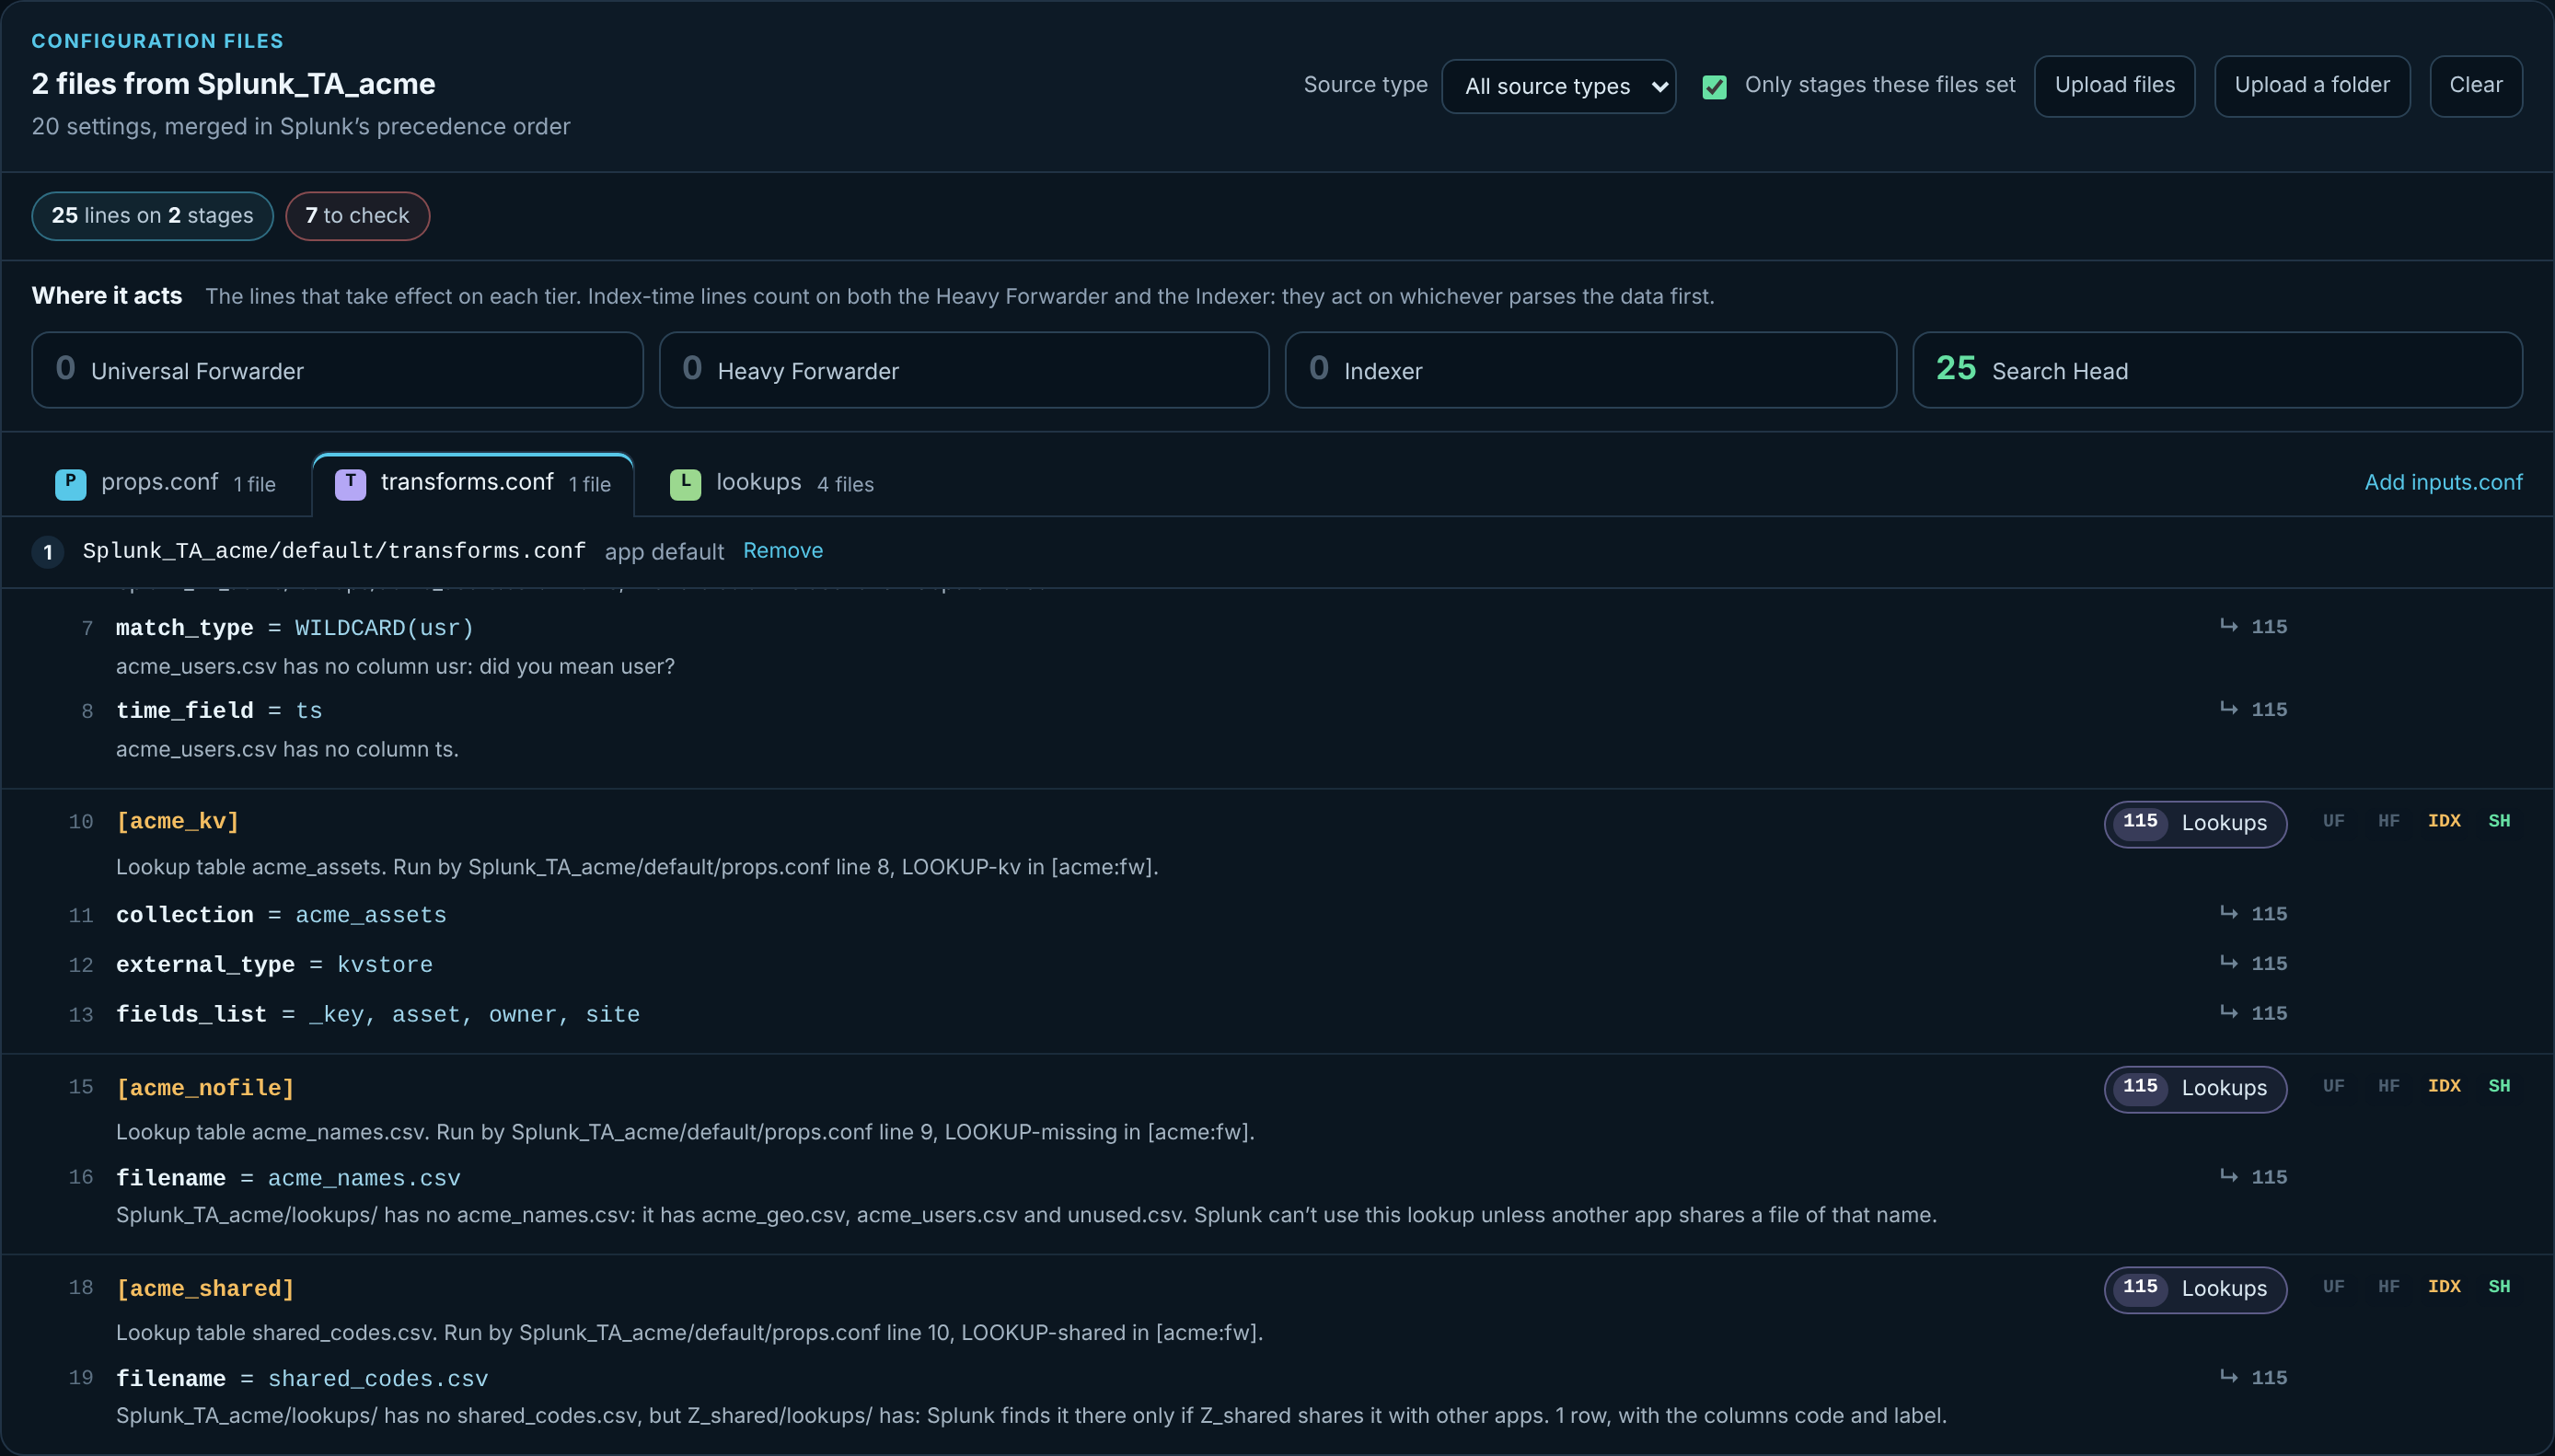 CONFIGURATION FILES
2 files from Splunk_TA_acme
20 settings, merged in Splunk’s precedence order
Source type All source types Only stages these files set Upload files Upload a folder Clear
25 lines on 2 stages 7 to check
Where it acts The lines that take effect on each tier. Index-time lines count on both the Heavy Forwarder and the Indexer: they act on whichever parses the data first.
0 Universal Forwarder 0 Heavy Forwarder 0 Indexer 25 Search Head
P props.conf 1 file T transforms.conf 1 file L lookups 4 files Add inputs.conf
1 Splunk_TA_acme/default/transforms.conf app default Remove
7 match_type = WILDCARD(usr) ↳ 115
acme_users.csv has no column usr: did you mean user?
8 time_field = ts ↳ 115
acme_users.csv has no column ts.
10 [acme_kv] 115 Lookups UF HF IDX SH
Lookup table acme_assets. Run by Splunk_TA_acme/default/props.conf line 8, LOOKUP-kv in [acme:fw].
11 collection = acme_assets ↳ 115
12 external_type = kvstore ↳ 115
13 fields_list = _key, asset, owner, site ↳ 115
15 [acme_nofile] 115 Lookups UF HF IDX SH
Lookup table acme_names.csv. Run by Splunk_TA_acme/default/props.conf line 9, LOOKUP-missing in [acme:fw].
16 filename = acme_names.csv ↳ 115
Splunk_TA_acme/lookups/ has no acme_names.csv: it has acme_geo.csv, acme_users.csv and unused.csv. Splunk can’t use this lookup unless another app shares a file of that name.
18 [acme_shared] 115 Lookups UF HF IDX SH
Lookup table shared_codes.csv. Run by Splunk_TA_acme/default/props.conf line 10, LOOKUP-shared in [acme:fw].
19 filename = shared_codes.csv ↳ 115
Splunk_TA_acme/lookups/ has no shared_codes.csv, but Z_shared/lookups/ has: Splunk finds it there only if Z_shared shares it with other apps. 1 row, with the columns code and label.